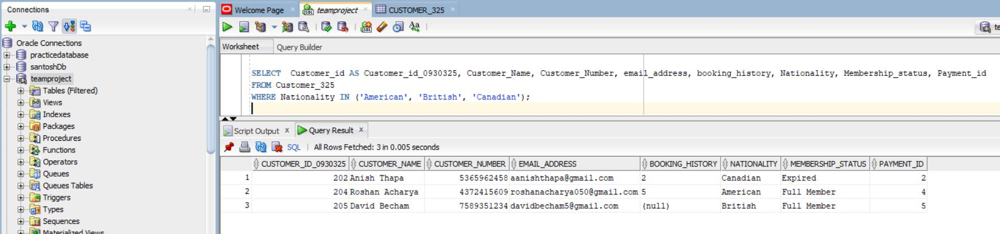 Connections
Oracle Connections
practicedatabase
santoshDb
teamproject
Tables (Filtered)
Views
Indexes
Packages
Procedures
Functions
Operators
Queues
Queues Tables
Triggers
Types
Sequences
Materialized Views
Welcome Page
teamproject
CUSTOMER_325
Worksheet Query Builder
SELECT  Customer_id AS Customer_id_0930325, Customer_Name, Customer_Number, email_address, booking_history, Nationality, Membership_status, Payment_id
FROM Customer_325
WHERE Nationality IN ('American', 'British', 'Canadian');
Script Output x Query Result x
SQL | All Rows Fetched: 3 in 0.005 seconds
CUSTOMER_ID_0930325 CUSTOMER_NAME CUSTOMER_NUMBER EMAIL_ADDRESS BOOKING_HISTORY NATIONALITY MEMBERSHIP_STATUS PAYMENT_ID
1 202 Anish Thapa 5365962458 aanishthapa@gmail.com 2 Canadian Expired 2
2 204 Roshan Acharya 4372415609 roshanacharya050@gmail.com 5 American Full Member 4
3 205 David Becham 7589351234 davidbecham5@gmail.com (null) British Full Member 5